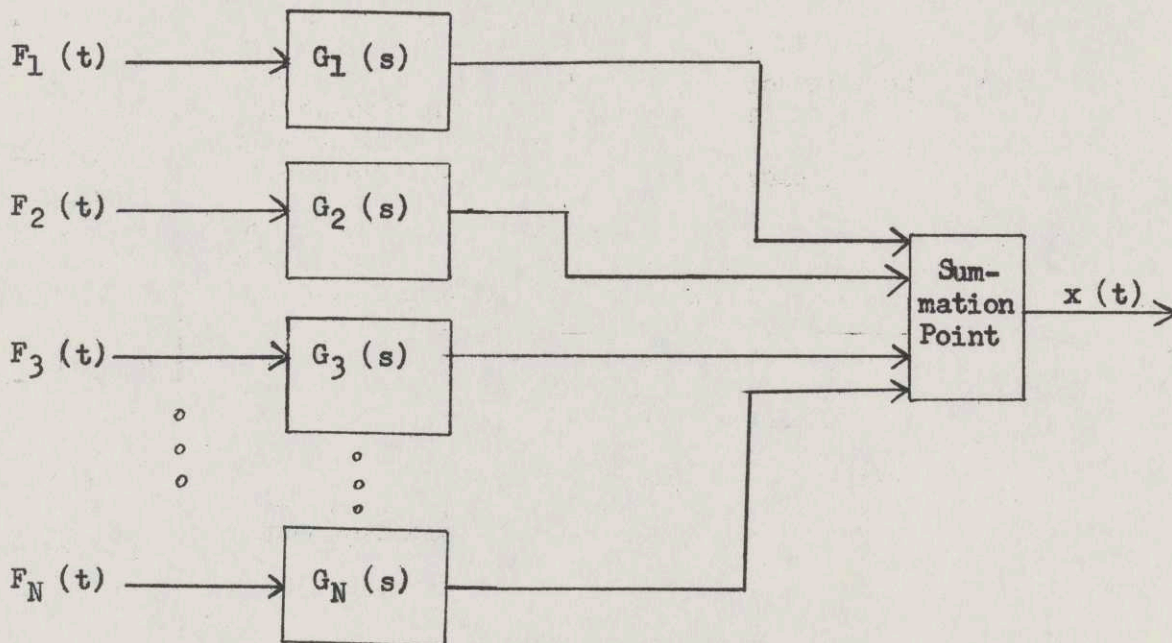 F1 (t)
G1 (s)
F2 (t)
G2 (s)
Sum-
mation
Point
x (t)
F3 (t)
G3 (s)
FN (t)
GN (s)